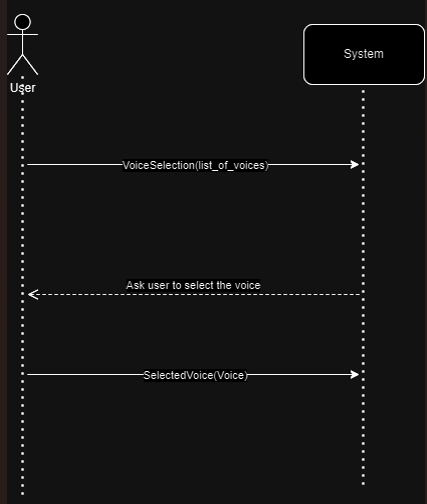 System
User
VoiceSelection(list_of_voices)
Ask user to select the voice
SelectedVoice(Voice)